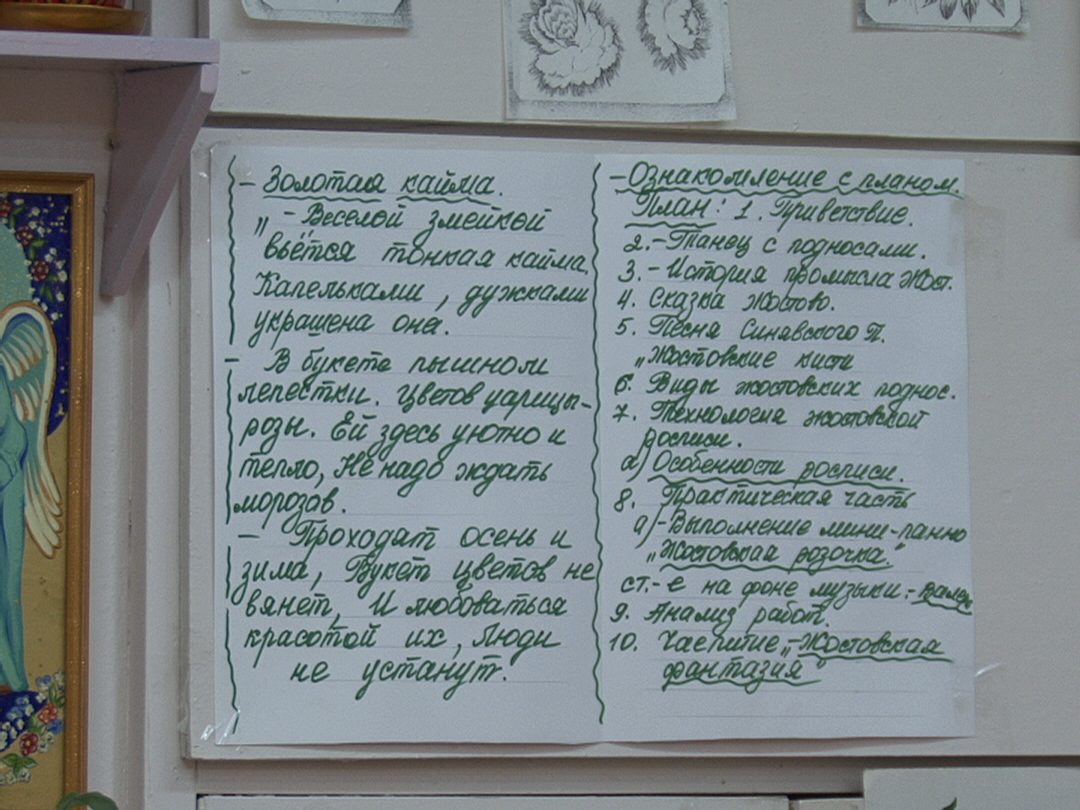 - Золотая кайма.
„ - Веселой змейкой
вьётся тонкая кайма.
Капельками, дужками
украшена она.
- В букете пышном
лепестки. Цветов царицы-
розы. Ей здесь уютно и
тепло, Не надо ждать
морозов.
- Проходят осень и
зима, Букет цветов не
вянет, И любоваться
красотой их, Люди
не устанут.
- Ознакомление с планом.
План: 1. Приветствие.
2. - Танец с подносами.
3. - История промысла Жост.
4. Сказка Жостово.
5. Песня Синявского П.
„Жостовские кисти
6. Виды жостовских поднос.
7. Технология жостовской
росписи.
а) Особенности росписи.
8. Практическая часть
а) - Выполнение мини-панно
„Жостовская розочка."
ст. - е на фоне музыки: -
9. Анализ работ.
10. Чаепитие „ - Жостовская
фантазия"